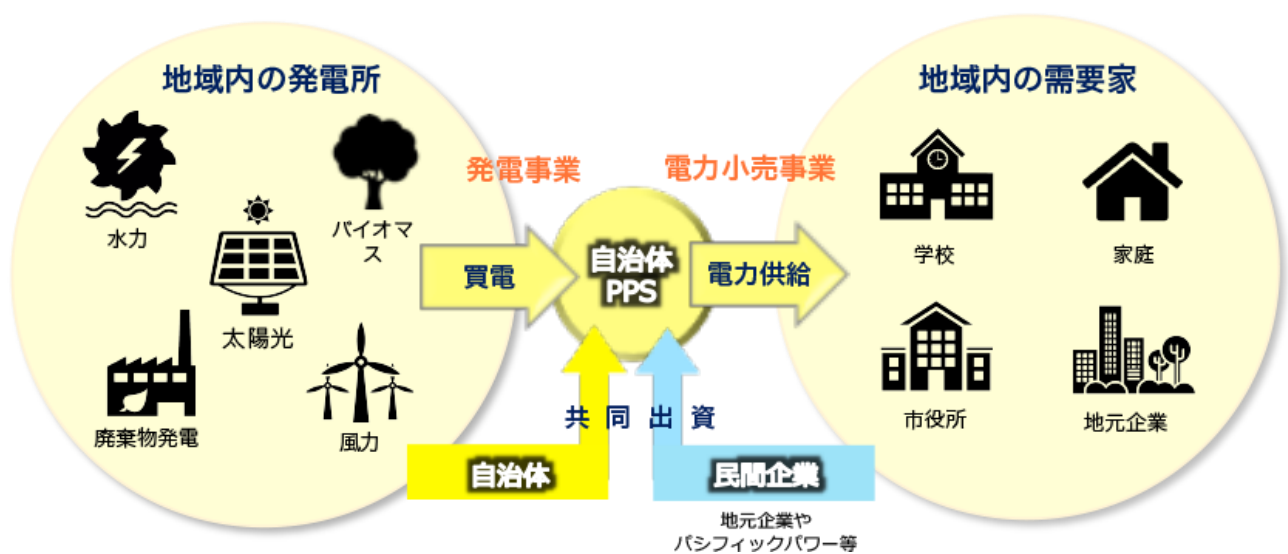 地域内の発電所
水力
バイオマ
ス
太陽光
廃棄物発電
風力
発電事業
電力小売事業
買電
自治体
PPS
電力供給
共同出資
自治体
民間企業
地元企業や
パシフィックパワー等
地域内の需要家
学校
家庭
市役所
地元企業